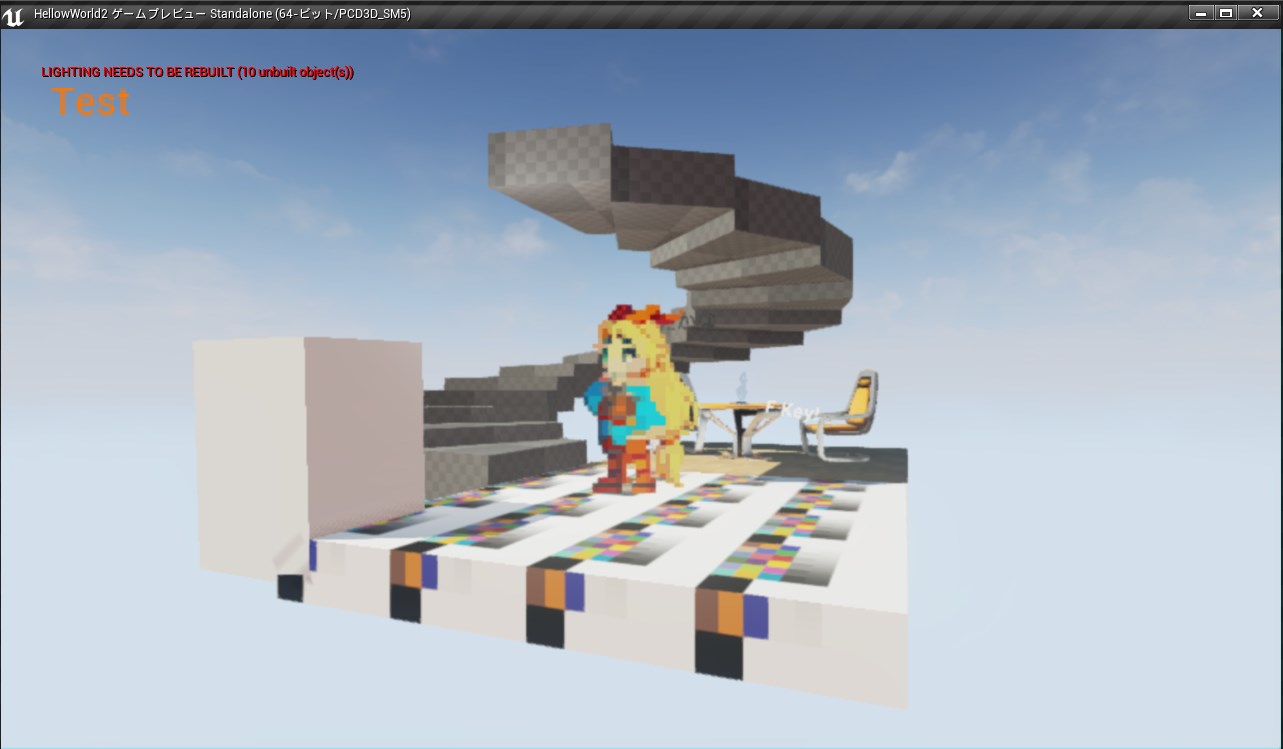 HellowWorld2 ゲームプレビュー Standalone (64-ビット/PCD3D_SM5)
LIGHTING NEEDS TO BE REBUILT (10 unbuilt object(s))
Test
F Key!